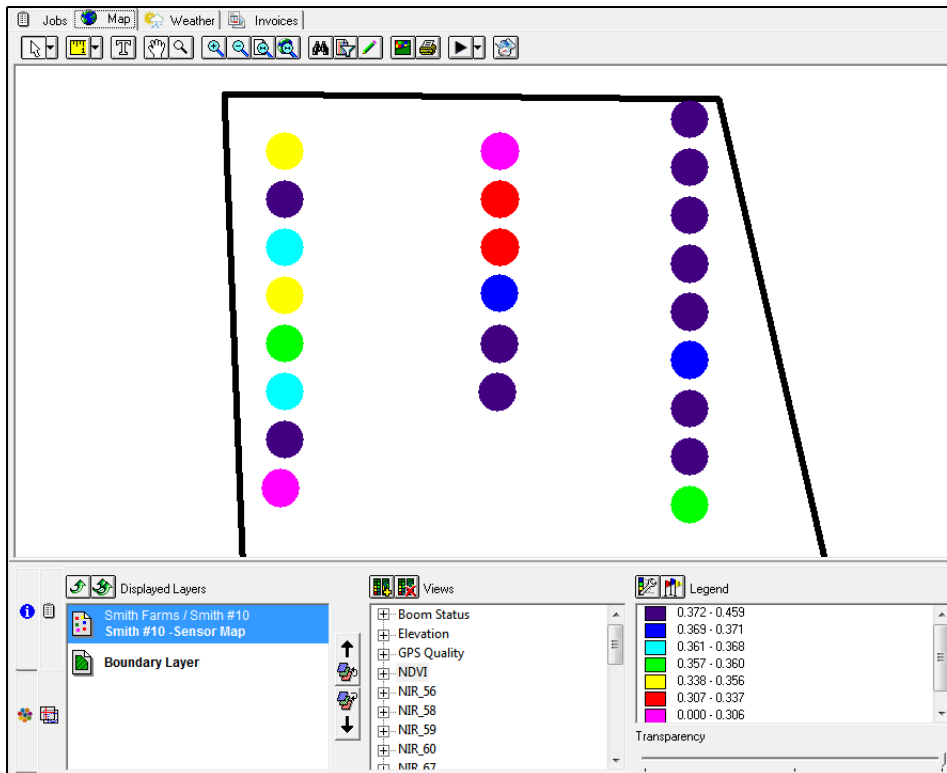 Jobs Map Weather Invoices
T
Displayed Layers
Smith Farms / Smith #10
Smith #10 -Sensor Map
Boundary Layer
Views
Boom Status
Elevation
GPS Quality
NDVI
NIR_56
NIR_58
NIR_59
NIR_60
NIR_67
Legend
0.372 - 0.459
0.369 - 0.371
0.361 - 0.368
0.357 - 0.360
0.338 - 0.356
0.307 - 0.337
0.000 - 0.306
Transparency